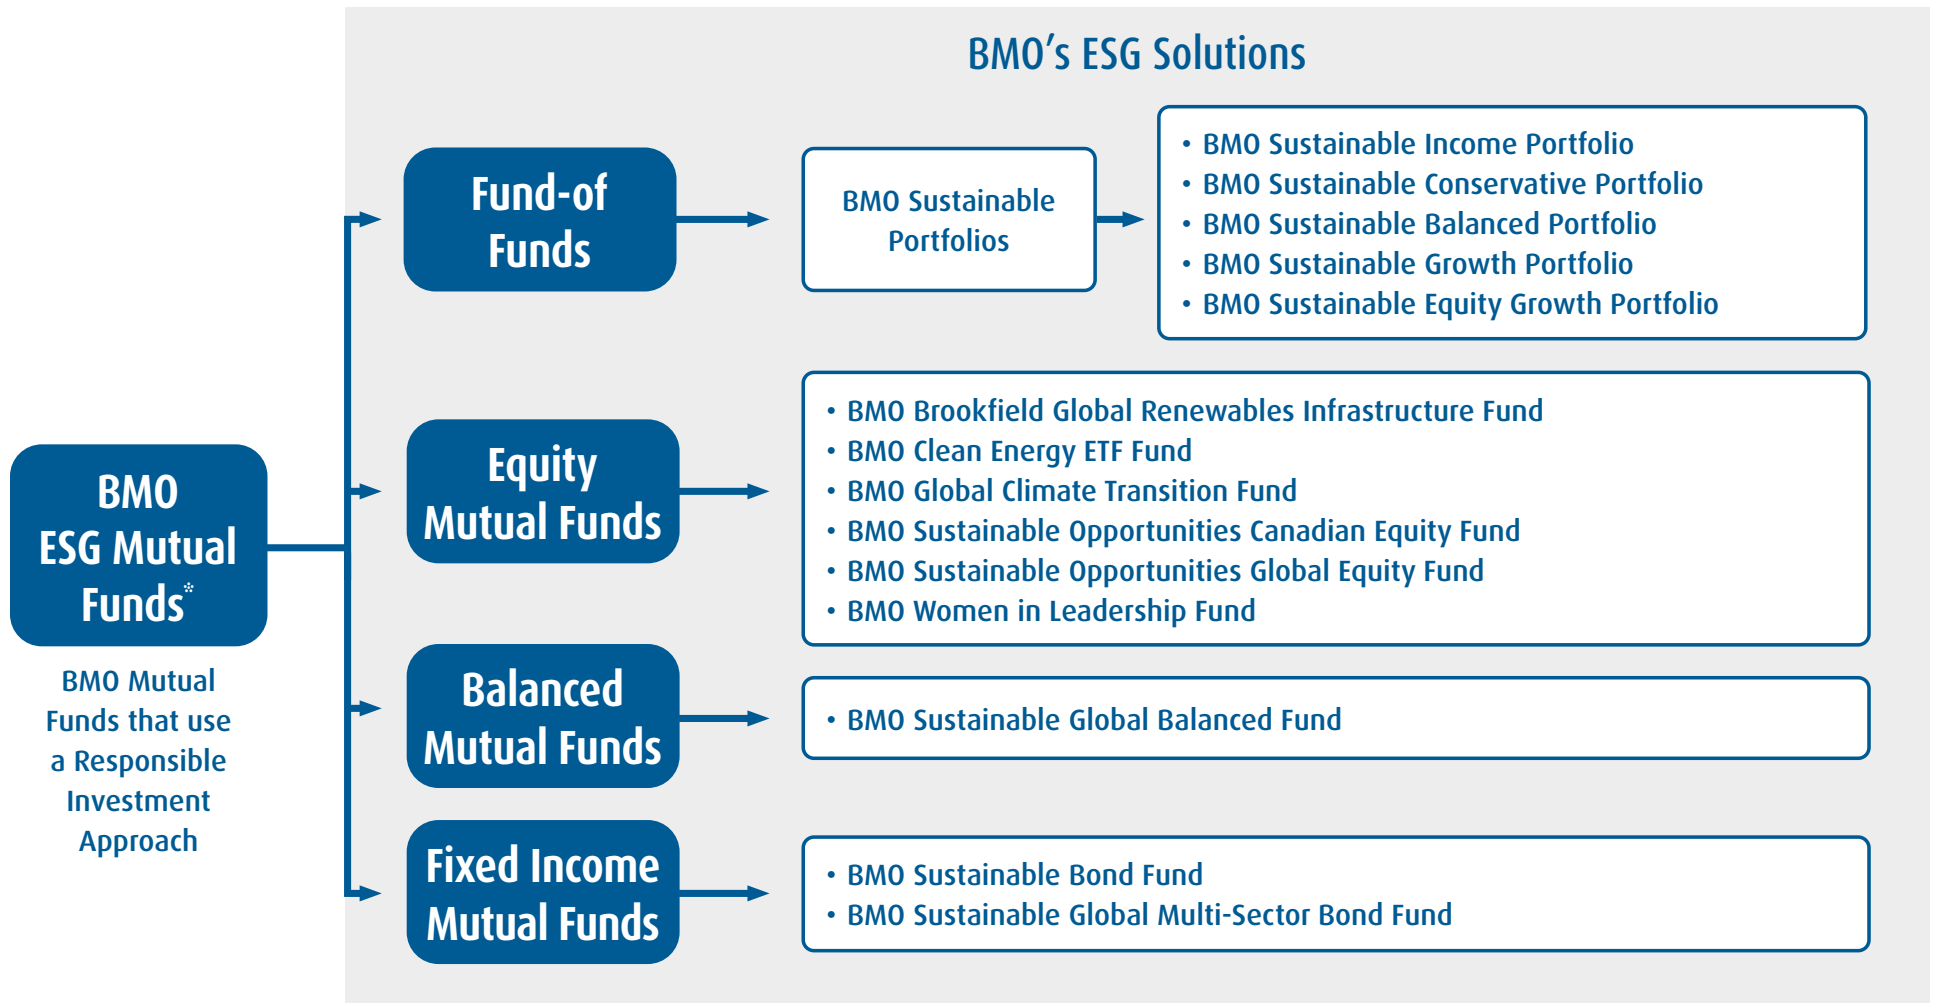 BMO's ESG Solutions
BMO
ESG Mutual
Funds*
BMO Mutual
Funds that use
a Responsible
Investment
Approach
Fund-of
Funds
BMO Sustainable
Portfolios
• BMO Sustainable Income Portfolio
• BMO Sustainable Conservative Portfolio
• BMO Sustainable Balanced Portfolio
• BMO Sustainable Growth Portfolio
• BMO Sustainable Equity Growth Portfolio
Equity
Mutual Funds
• BMO Brookfield Global Renewables Infrastructure Fund
• BMO Clean Energy ETF Fund
• BMO Global Climate Transition Fund
• BMO Sustainable Opportunities Canadian Equity Fund
• BMO Sustainable Opportunities Global Equity Fund
• BMO Women in Leadership Fund
Balanced
Mutual Funds
• BMO Sustainable Global Balanced Fund
Fixed Income
Mutual Funds
• BMO Sustainable Bond Fund
• BMO Sustainable Global Multi-Sector Bond Fund